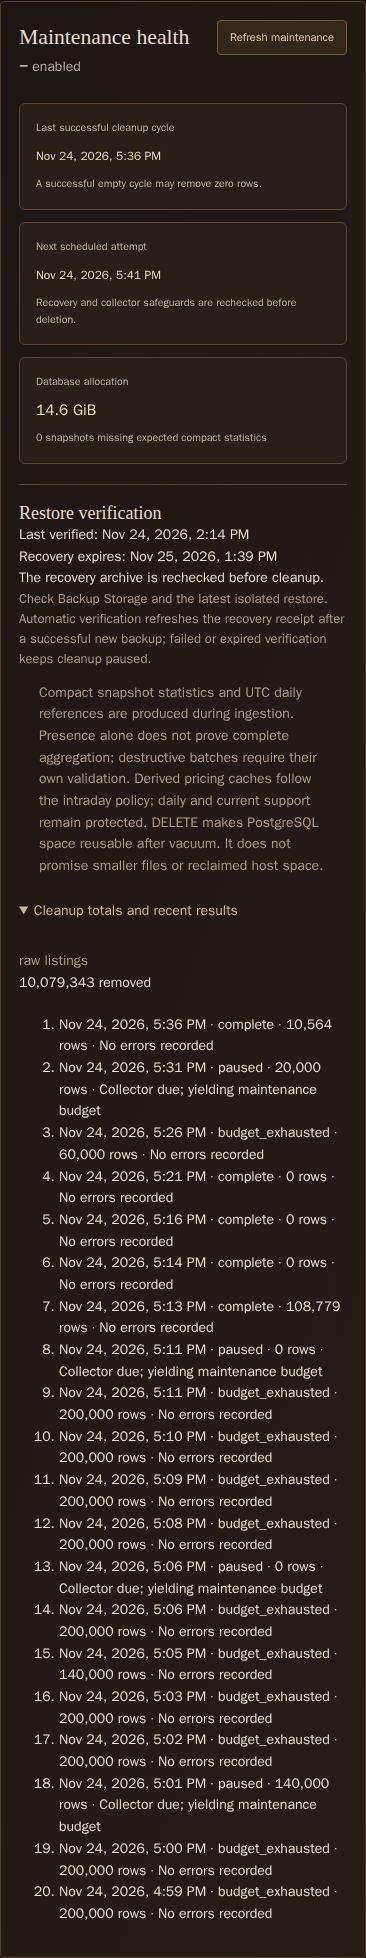 Maintenance health
Refresh maintenance
– enabled
Last successful cleanup cycle
Nov 24, 2026, 5:36 PM
A successful empty cycle may remove zero rows.
Next scheduled attempt
Nov 24, 2026, 5:41 PM
Recovery and collector safeguards are rechecked before
deletion.
Database allocation
14.6 GiB
0 snapshots missing expected compact statistics
Restore verification
Last verified: Nov 24, 2026, 2:14 PM
Recovery expires: Nov 25, 2026, 1:39 PM
The recovery archive is rechecked before cleanup.
Check Backup Storage and the latest isolated restore.
Automatic verification refreshes the recovery receipt after
a successful new backup; failed or expired verification
keeps cleanup paused.
Compact snapshot statistics and UTC daily
references are produced during ingestion.
Presence alone does not prove complete
aggregation; destructive batches require their
own validation. Derived pricing caches follow
the intraday policy; daily and current support
remain protected. DELETE makes PostgreSQL
space reusable after vacuum. It does not
promise smaller files or reclaimed host space.
▼ Cleanup totals and recent results
raw listings
10,079,343 removed
1. Nov 24, 2026, 5:36 PM · complete · 10,564
rows · No errors recorded
2. Nov 24, 2026, 5:31 PM · paused · 20,000
rows · Collector due; yielding maintenance
budget
3. Nov 24, 2026, 5:26 PM · budget_exhausted ·
60,000 rows · No errors recorded
4. Nov 24, 2026, 5:21 PM · complete · 0 rows ·
No errors recorded
5. Nov 24, 2026, 5:16 PM · complete · 0 rows ·
No errors recorded
6. Nov 24, 2026, 5:14 PM · complete · 0 rows ·
No errors recorded
7. Nov 24, 2026, 5:13 PM · complete · 108,779
rows · No errors recorded
8. Nov 24, 2026, 5:11 PM · paused · 0 rows ·
Collector due; yielding maintenance budget
9. Nov 24, 2026, 5:11 PM · budget_exhausted ·
200,000 rows · No errors recorded
10. Nov 24, 2026, 5:10 PM · budget_exhausted ·
200,000 rows · No errors recorded
11. Nov 24, 2026, 5:09 PM · budget_exhausted ·
200,000 rows · No errors recorded
12. Nov 24, 2026, 5:08 PM · budget_exhausted ·
200,000 rows · No errors recorded
13. Nov 24, 2026, 5:06 PM · paused · 0 rows ·
Collector due; yielding maintenance budget
14. Nov 24, 2026, 5:06 PM · budget_exhausted ·
200,000 rows · No errors recorded
15. Nov 24, 2026, 5:05 PM · budget_exhausted ·
140,000 rows · No errors recorded
16. Nov 24, 2026, 5:03 PM · budget_exhausted ·
200,000 rows · No errors recorded
17. Nov 24, 2026, 5:02 PM · budget_exhausted ·
200,000 rows · No errors recorded
18. Nov 24, 2026, 5:01 PM · paused · 140,000
rows · Collector due; yielding maintenance
budget
19. Nov 24, 2026, 5:00 PM · budget_exhausted ·
200,000 rows · No errors recorded
20. Nov 24, 2026, 4:59 PM · budget_exhausted ·
200,000 rows · No errors recorded